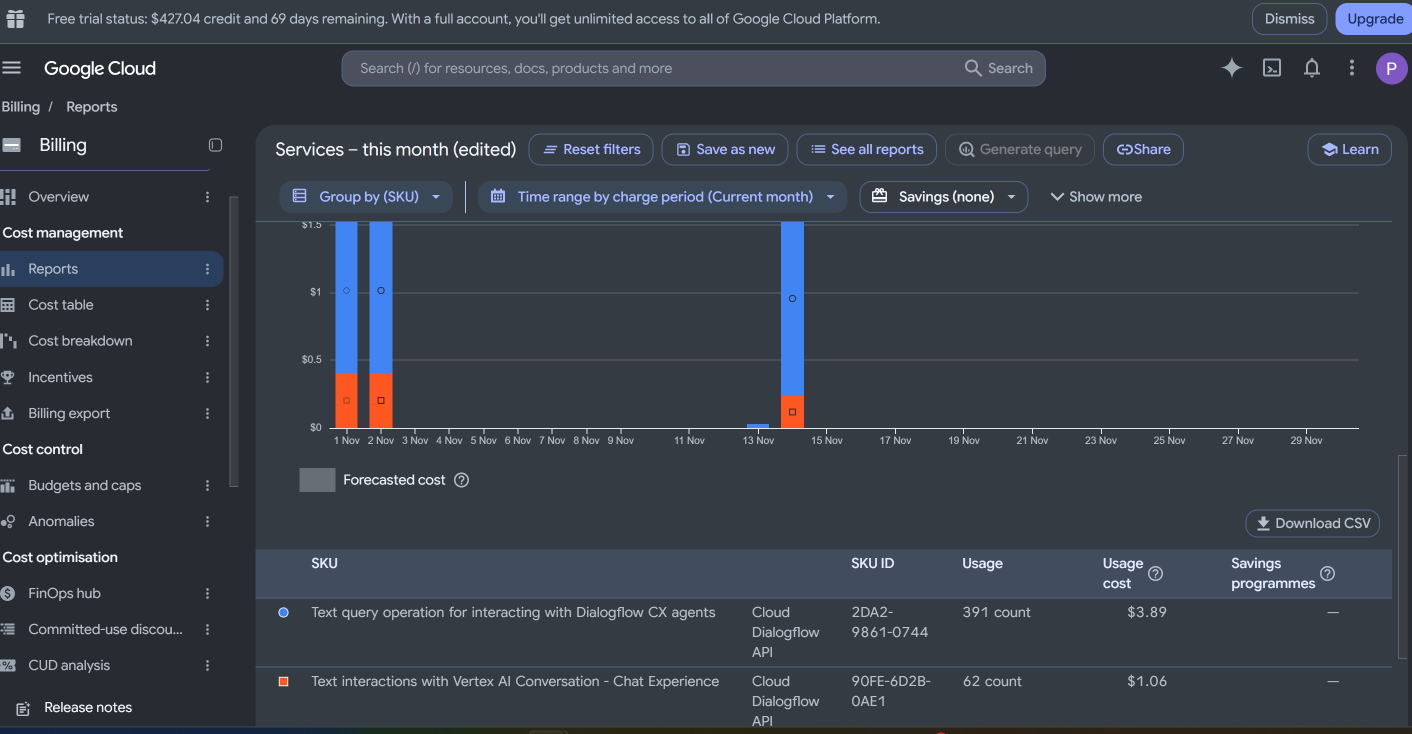 Free trial status: $427.04 credit and 69 days remaining. With a full account, you'll get unlimited access to all of Google Cloud Platform.
Dismiss
Upgrade
Google Cloud
Search (/) for resources, docs, products and more
Search
P
Billing / Reports
Billing
Overview
Cost management
Reports
Cost table
Cost breakdown
Incentives
Billing export
Cost control
Budgets and caps
Anomalies
Cost optimisation
FinOps hub
Committed-use discou...
CUD analysis
Release notes
Services – this month (edited)
Reset filters
Save as new
See all reports
Generate query
Share
Learn
Group by (SKU)
Time range by charge period (Current month)
Savings (none)
Show more
$1.5
$1
$0.5
$0
1 Nov 2 Nov 3 Nov 4 Nov 5 Nov 6 Nov 7 Nov 8 Nov 9 Nov 11 Nov 13 Nov 15 Nov 17 Nov 19 Nov 21 Nov 23 Nov 25 Nov 27 Nov 29 Nov
Forecasted cost
Download CSV
SKU SKU ID Usage Usage cost Savings programmes
Text query operation for interacting with Dialogflow CX agents Cloud Dialogflow API 2DA2-9861-0744 391 count $3.89 —
Text interactions with Vertex AI Conversation - Chat Experience Cloud Dialogflow API 90FE-6D2B-0AE1 62 count $1.06 —